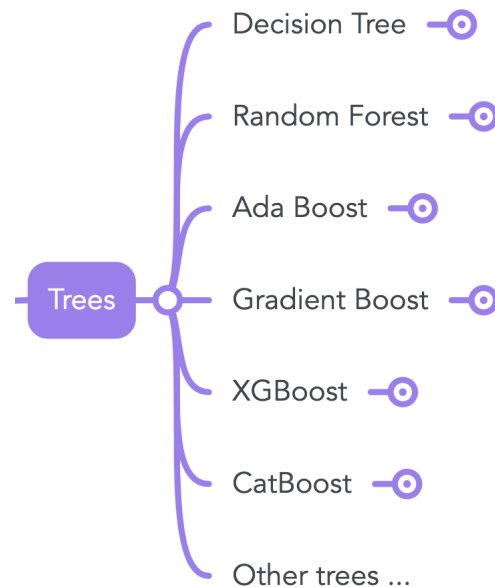 Decision Tree
Random Forest
Ada Boost
Trees
Gradient Boost
XGBoost
CatBoost
Other trees ...